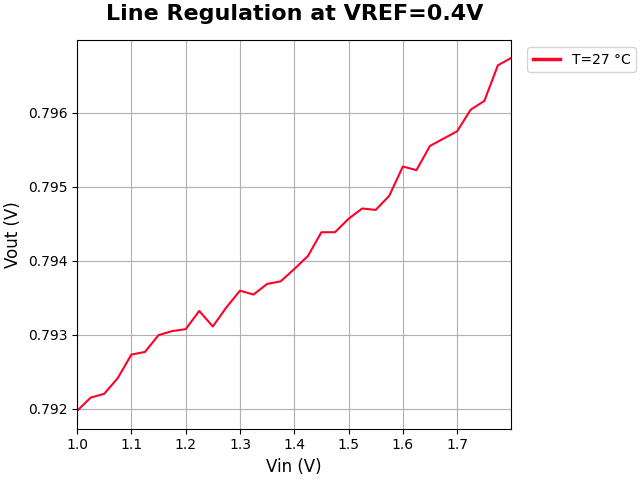 Line Regulation at VREF=0.4V
T=27 °C
Vout (V)
0.796
0.795
0.794
0.793
0.792
1.0 1.1 1.2 1.3 1.4 1.5 1.6 1.7
Vin (V)